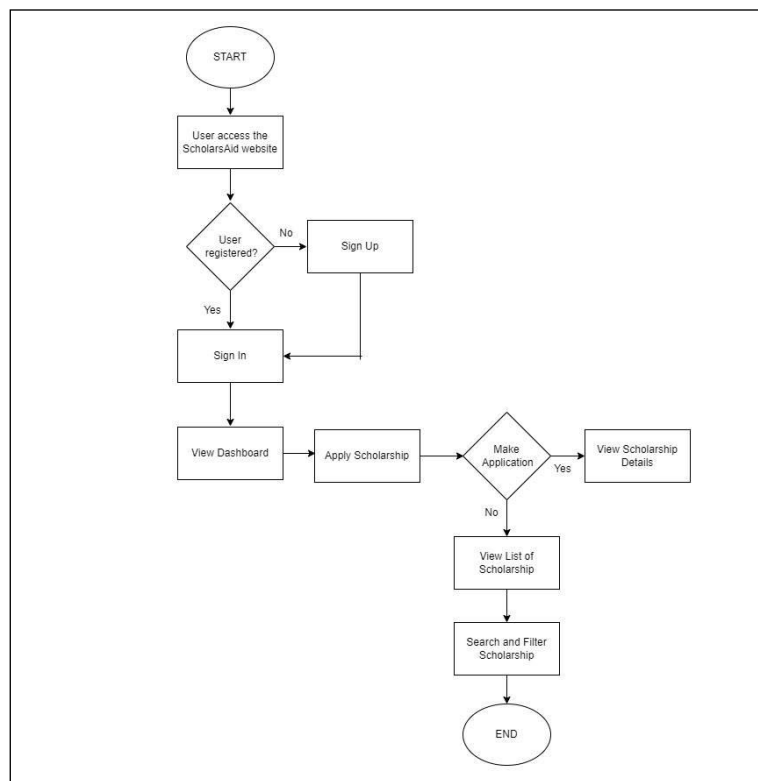 START
User access the
ScholarsAid website
User
registered?
No
Sign Up
Yes
Sign In
View Dashboard
Apply Scholarship
Make
Application
Yes
View Scholarship
Details
No
View List of
Scholarship
Search and Filter
Scholarship
END